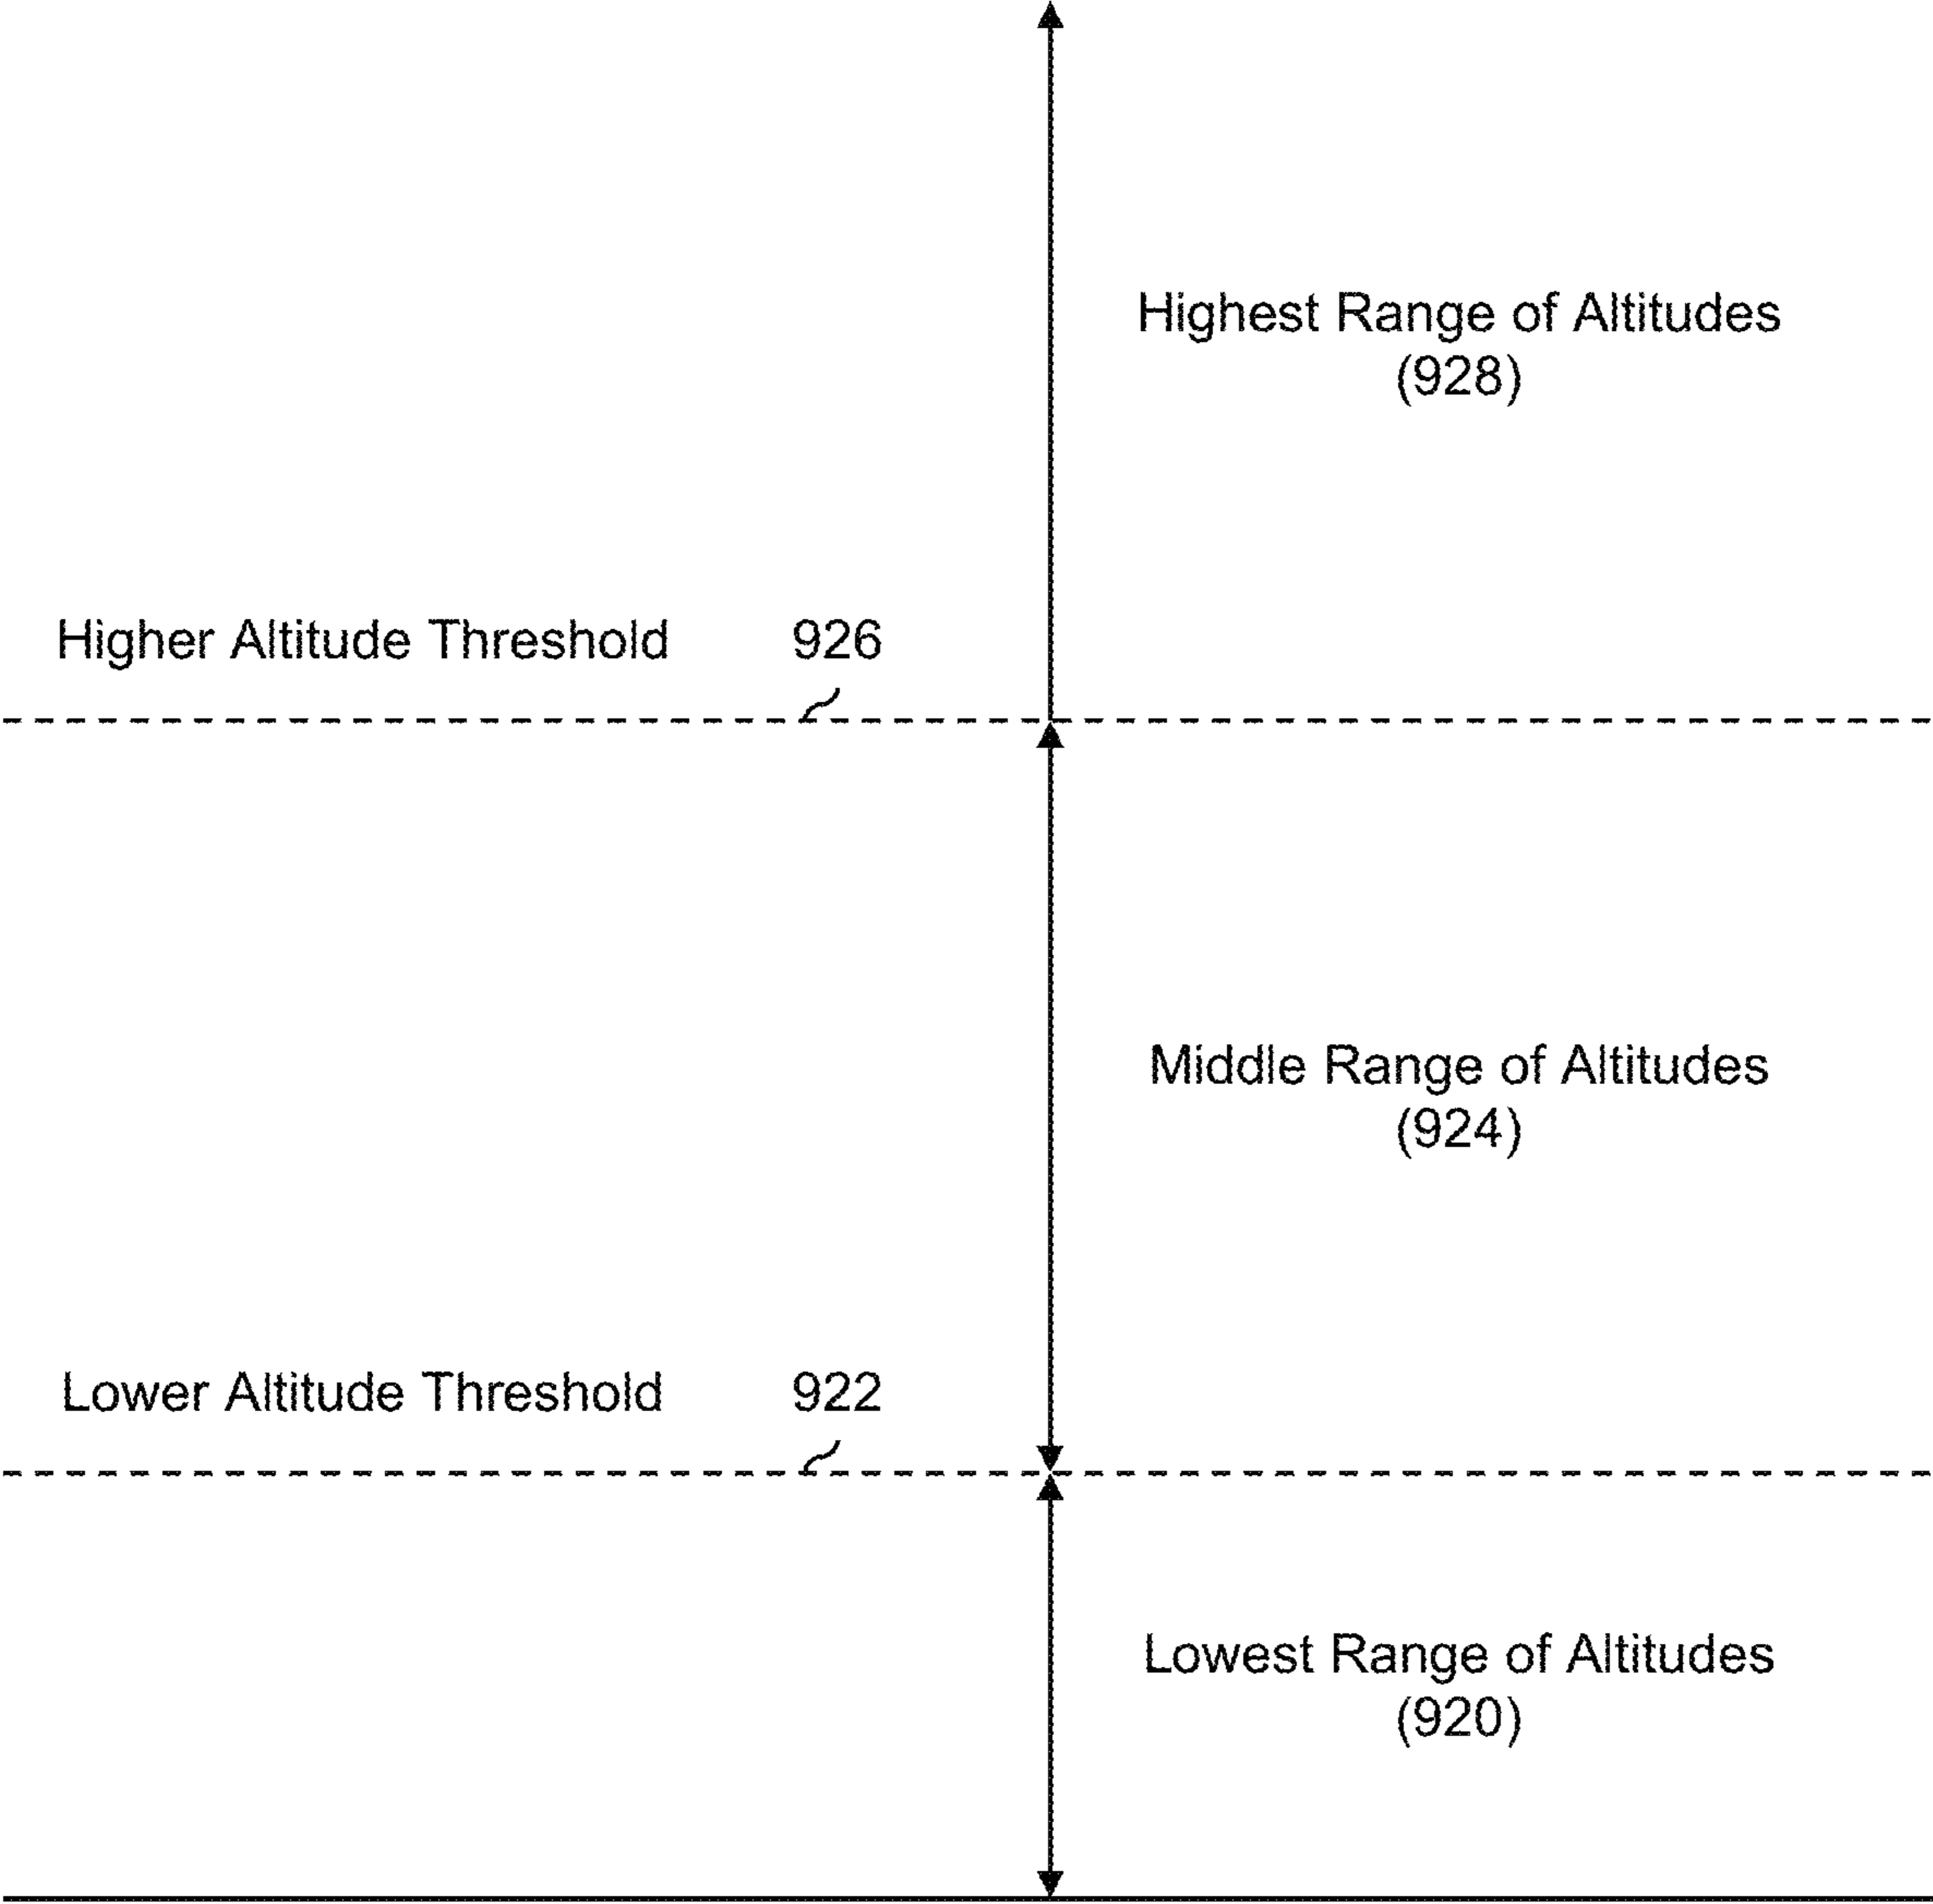 Highest Range of Altitudes
(928)
Higher Altitude Threshold 926
Middle Range of Altitudes
(924)
Lower Altitude Threshold 922
Lowest Range of Altitudes
(920)